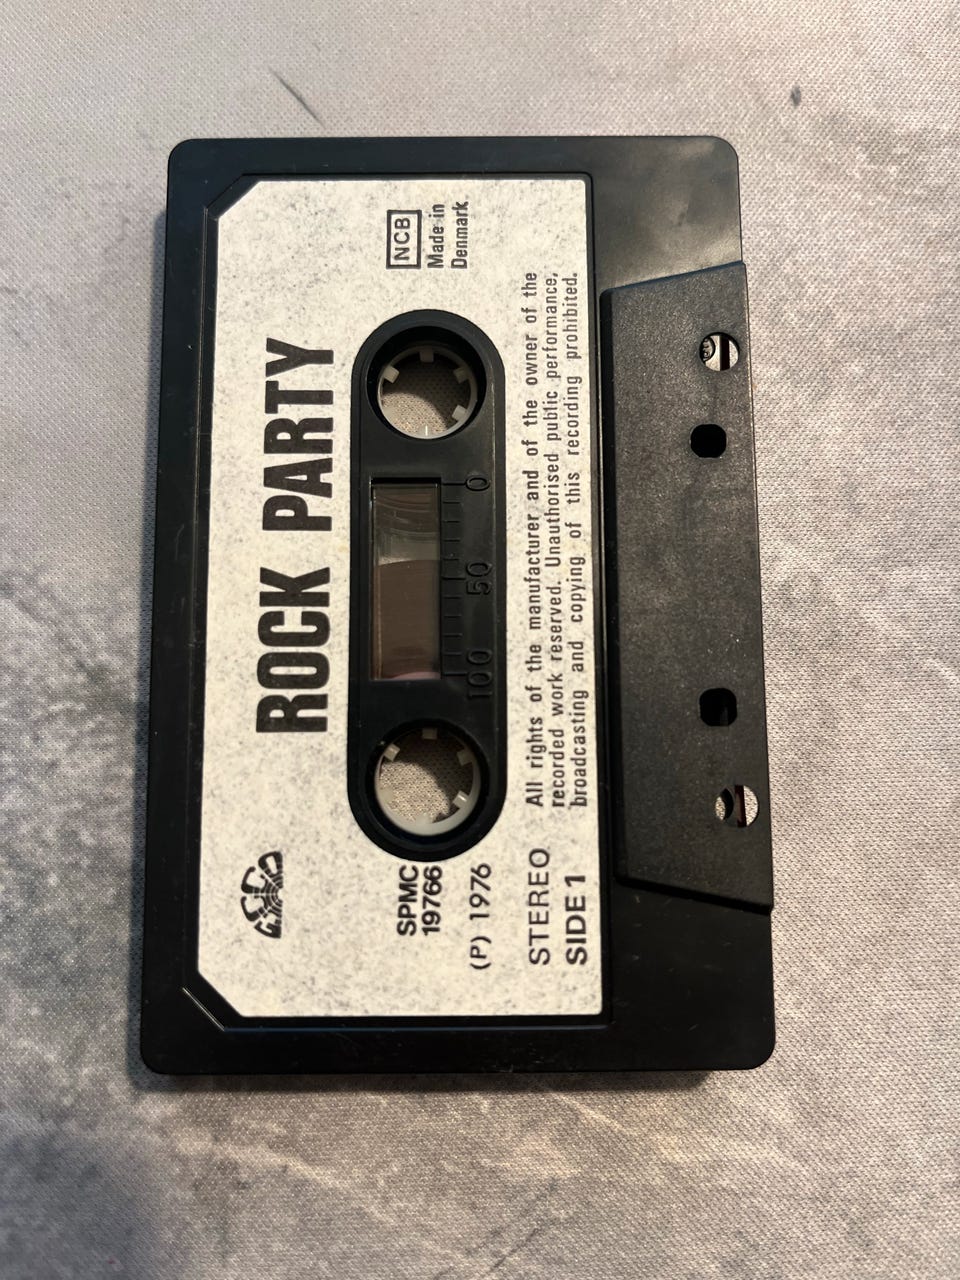 ROCK PARTY
NCB
Made in
Denmark
SPMC
19766
(P) 1976
100 50 0
STEREO
SIDE 1
All rights of the manufacturer and of the owner of the
recorded work reserved. Unauthorised public performance,
broadcasting and copying of this recording prohibited.